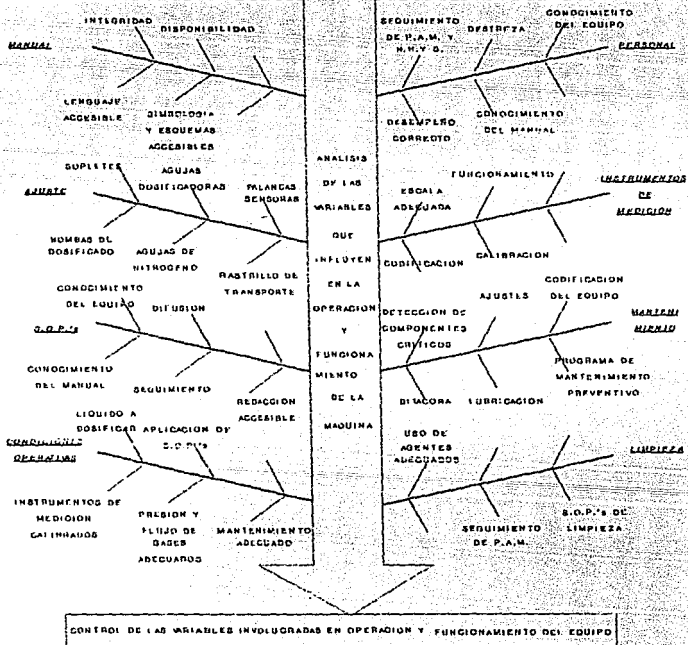 MANUAL
INTEGRIDAD
DISPONIBILIDAD
LENGUAJE
ACCESIBLE
SIMBOLOGIA
Y ESQUEMAS
ACCESIBLES
SEQUIMIENTO
DE P.A.M. Y
DESTREZA
CONOCIMIENTO
DEL EQUIPO
PERSONAL
DESEMPEÑO
CORRECTO
CONOCIMIENTO
DEL MANUAL
AJUSTE
SOPLETES
AGUJAS
DOSIFICADORAS
PALANCAS
SENSORAS
BOMBAS DE
DOSIFICADO
AGUJAS DE
NITROGENO
RASTRILLO DE
TRANSPORTE
ANALISIS
DE LAS
VARIABLES
QUE
INFLUYEN
EN LA
OPERACION
Y
FUNCIONA
MIENTO
DE LA
MAQUINA
ESCALA
ADECUADA
FUNCIONAMIENTO
INSTRUMENTOS
DE
MEDICION
CODIFICACION
CALIBRACION
S.O.P.'s
CONOCIMIENTO
DEL EQUIPO
DIFUSION
CONOCIMIENTO
DEL MANUAL
SEGUIMIENTO
REDACCION
ACCESIBLE
DETECCION DE
COMPONENTES
CRITICOS
AJUSTES
CODIFICACION
DEL EQUIPO
MANTENI
MIENTO
BITACORA
LUBRICACION
PROGRAMA DE
MANTENIMIENTO
PREVENTIVO
CONDICIONES
OPERATIVAS
LIQUIDO A
DOSIFICAR
APLICACION DE
S.O.P.'s
INSTRUMENTOS DE
MEDICION
CALIBRADOS
PRESION Y
FLUJO DE
GASES
ADECUADOS
MANTENIMIENTO
ADECUADO
USO DE
AGENTES
ADECUADOS
LIMPIEZA
SEGUIMIENTO
DE P.A.M.
S.O.P.'s DE
LIMPIEZA
CONTROL DE LAS VARIABLES INVOLUCRADAS EN OPERACION Y FUNCIONAMIENTO DEL EQUIPO